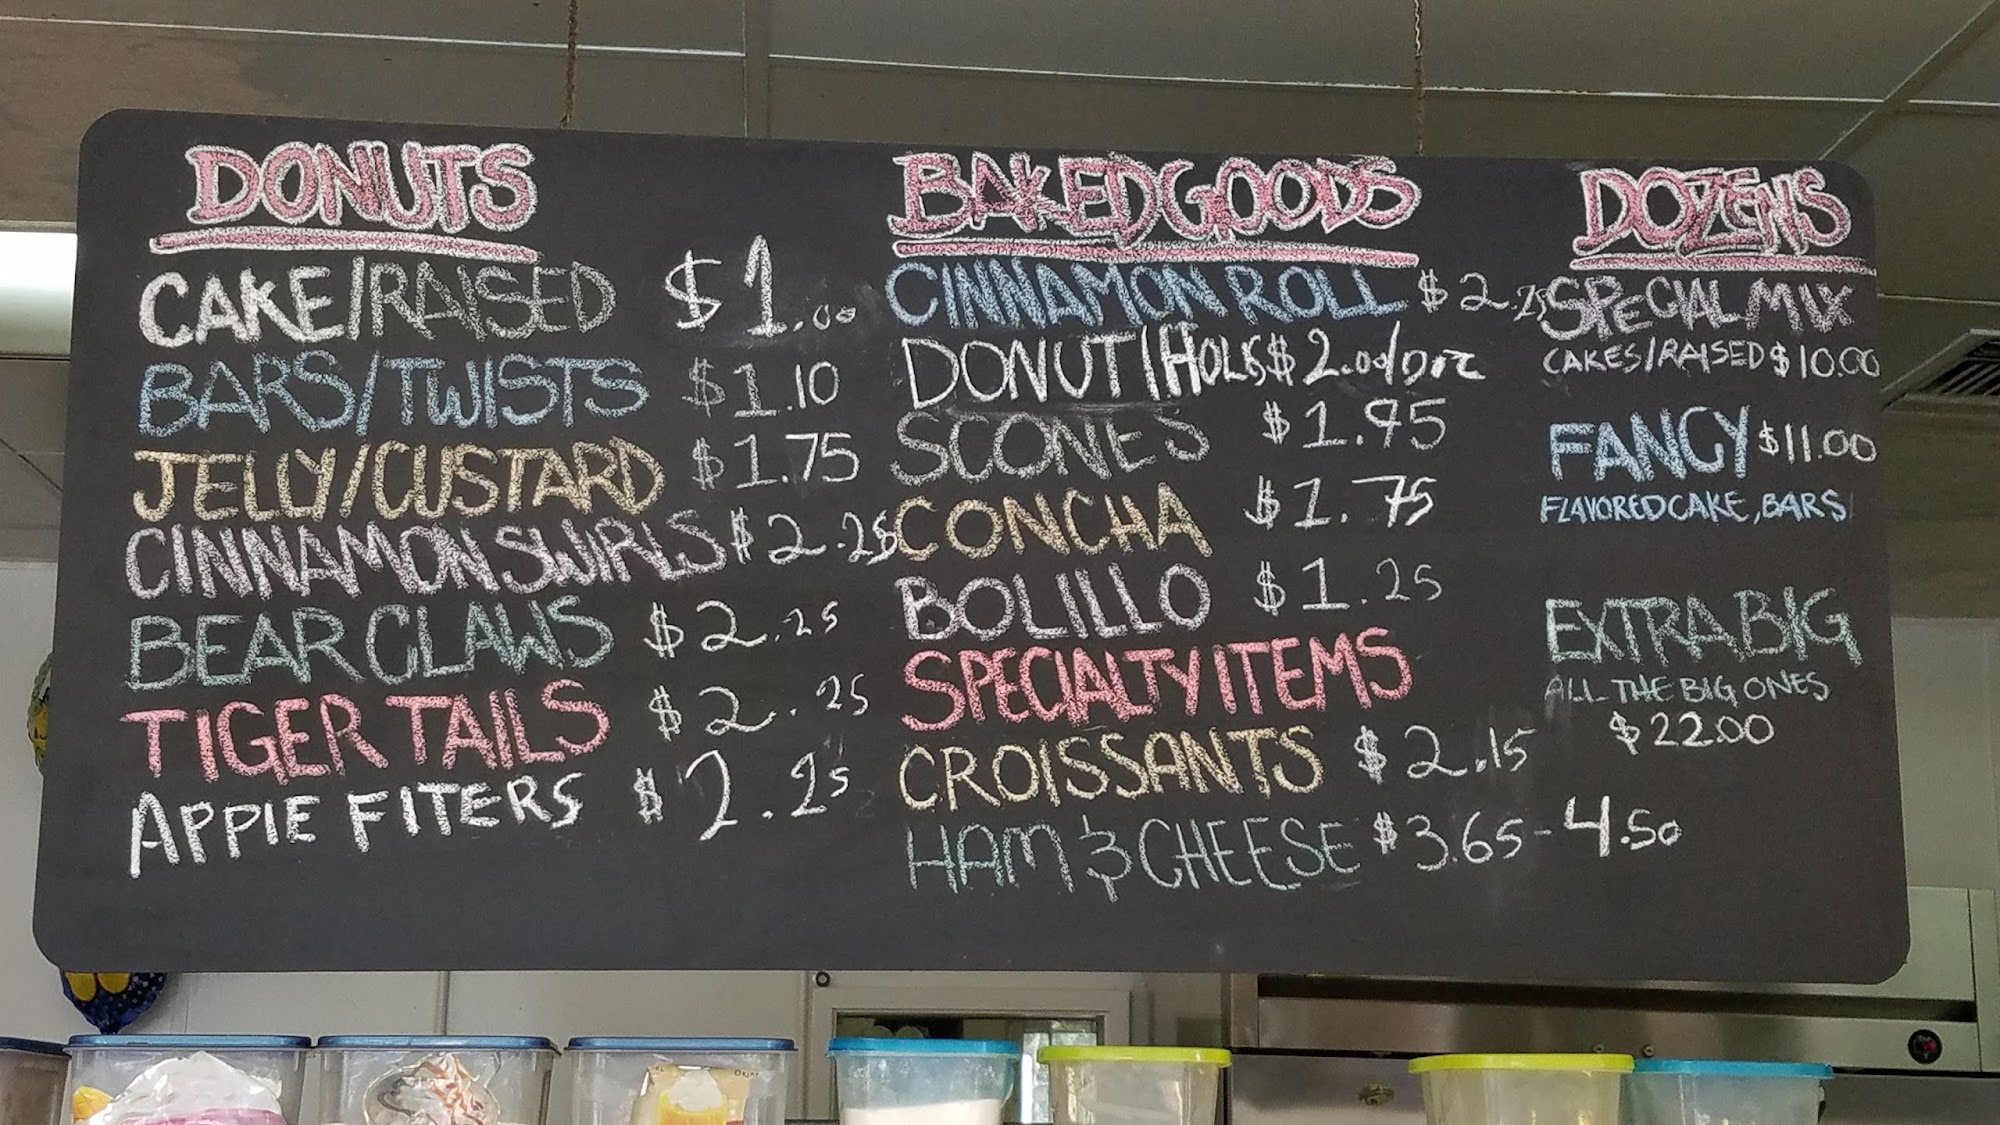 DONUTS
CAKE/RAISED $1.00
BARS/TWISTS $1.10
JELLY/CUSTARD $1.75
CINNAMON SWIRLS $2.25
BEAR CLAWS $2.25
TIGER TAILS $2.25
APPIE FITERS $2.25
BAKED GOODS
CINNAMON ROLL $2.25
DONUT HOLES $2.00/DOZ
SCONES $1.95
CONCHA $1.75
BOLILLO $1.25
SPECIALTY ITEMS
CROISSANTS $2.15
HAM & CHEESE $3.65-4.50
DOZENS
SPECIAL MIX
CAKES/RAISED $10.00
FANCY $11.00
FLAVORED CAKE, BARS
EXTRA BIG
ALL THE BIG ONES
$22.00